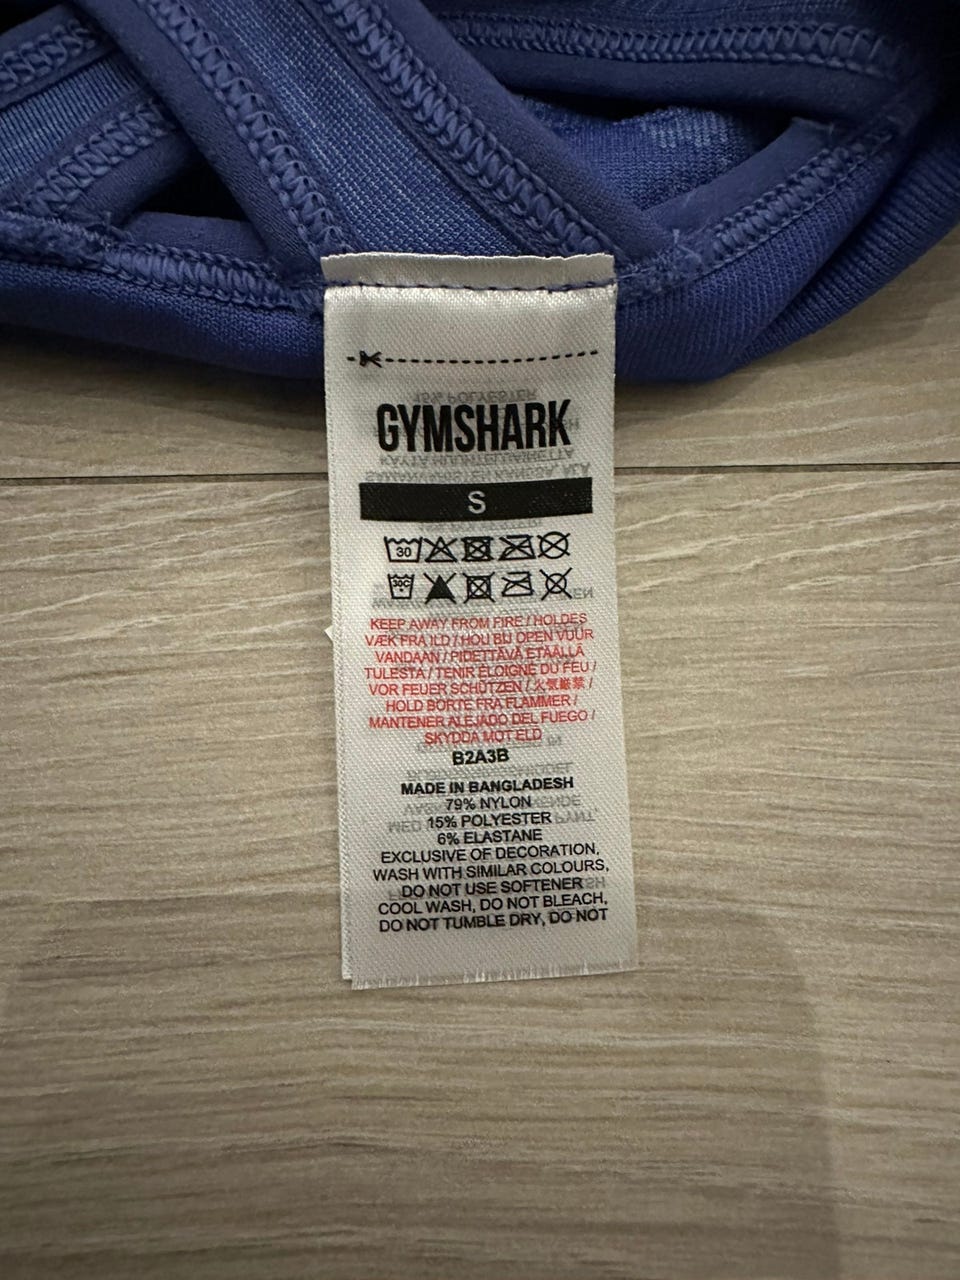 GYMSHARK
S
30
30C
KEEP AWAY FROM FIRE / HOLDES
VÆK FRA ILD / HOU BIJ OPEN VUUR
VANDAAN / PIDETTÄVÄ ETÄÄLLÄ
TULESTA / TENIR ÉLOIGNÉ DU FEU /
VOR FEUER SCHÜTZEN / 火気厳禁 /
HOLD BORTE FRA FLAMMER /
MANTENER ALEJADO DEL FUEGO /
SKYDDA MOT ELD
B2A3B
MADE IN BANGLADESH
79% NYLON
15% POLYESTER
6% ELASTANE
EXCLUSIVE OF DECORATION,
WASH WITH SIMILAR COLOURS,
DO NOT USE SOFTENER
COOL WASH, DO NOT BLEACH,
DO NOT TUMBLE DRY, DO NOT